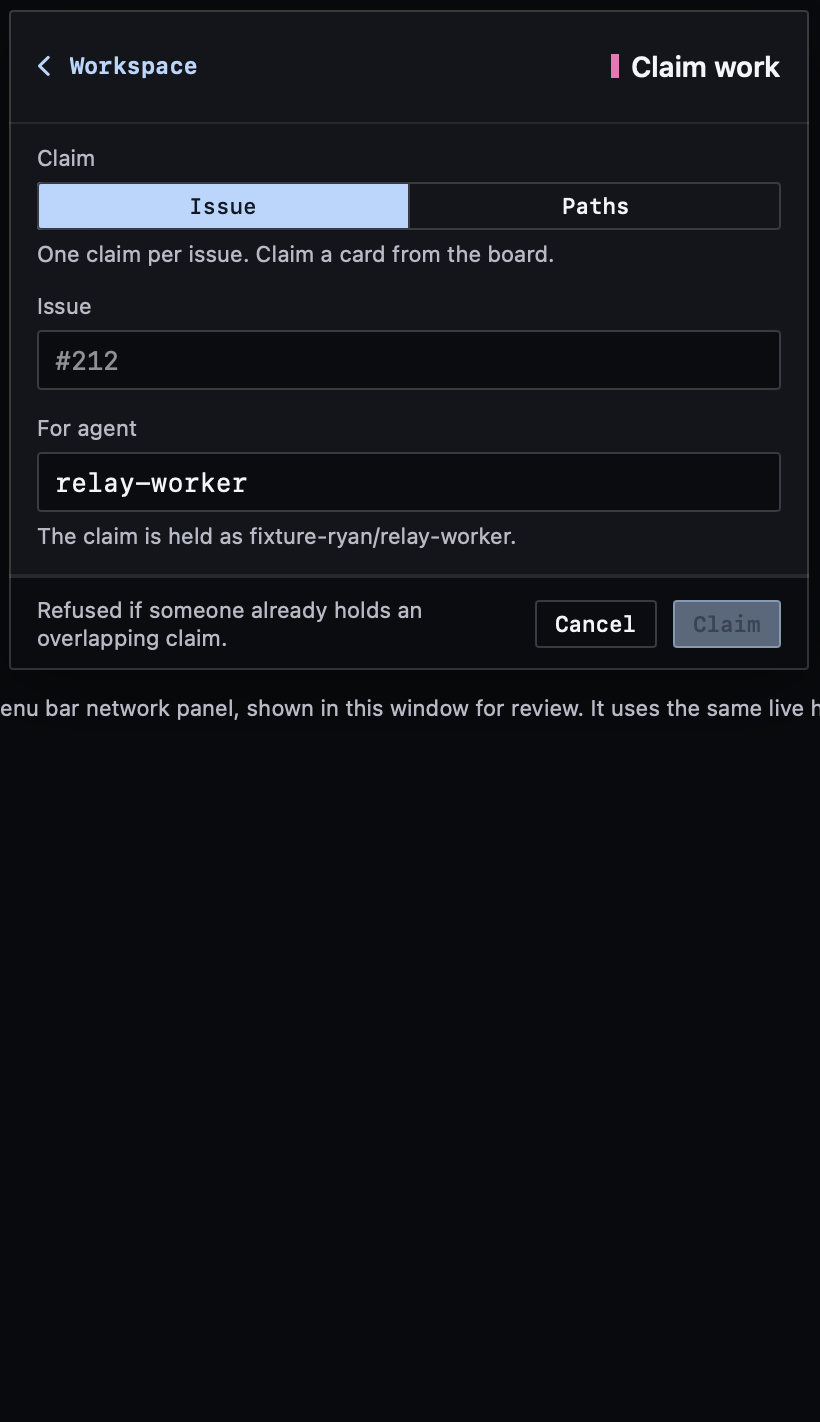 Workspace
Claim work
Claim
Issue
Paths
One claim per issue. Claim a card from the board.
Issue
#212
For agent
relay-worker
The claim is held as fixture-ryan/relay-worker.
Refused if someone already holds an
overlapping claim.
Cancel
Claim
enu bar network panel, shown in this window for review. It uses the same live h